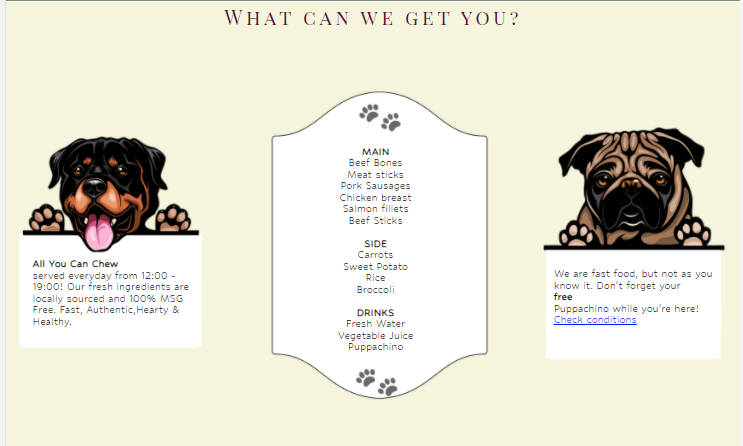 What can we get you?
All You Can Chew
served everyday from 12:00 -
19:00! Our fresh ingredients are
locally sourced and 100% MSG
Free. Fast, Authentic,Hearty &
Healthy.
MAIN
Beef Bones
Meat sticks
Pork Sausages
Chicken breast
Salmon fillets
Beef Sticks
SIDE
Carrots
Sweet Potato
Rice
Broccoli
DRINKS
Fresh Water
Vegetable Juice
Puppachino
We are fast food, but not as you
know it. Don't forget your
free
Puppachino while you're here!
Check conditions